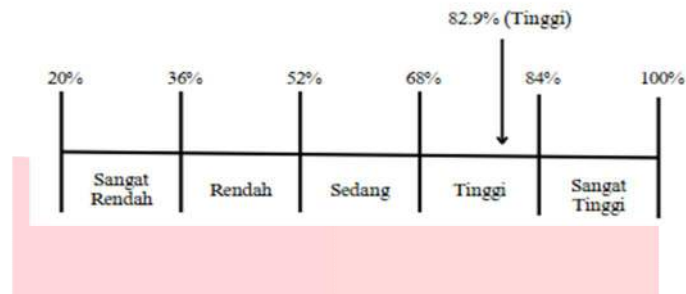 82.9% (Tinggi)
20% 36% 52% 68% 84% 100%
Sangat Rendah Rendah Sedang Tinggi Sangat Tinggi